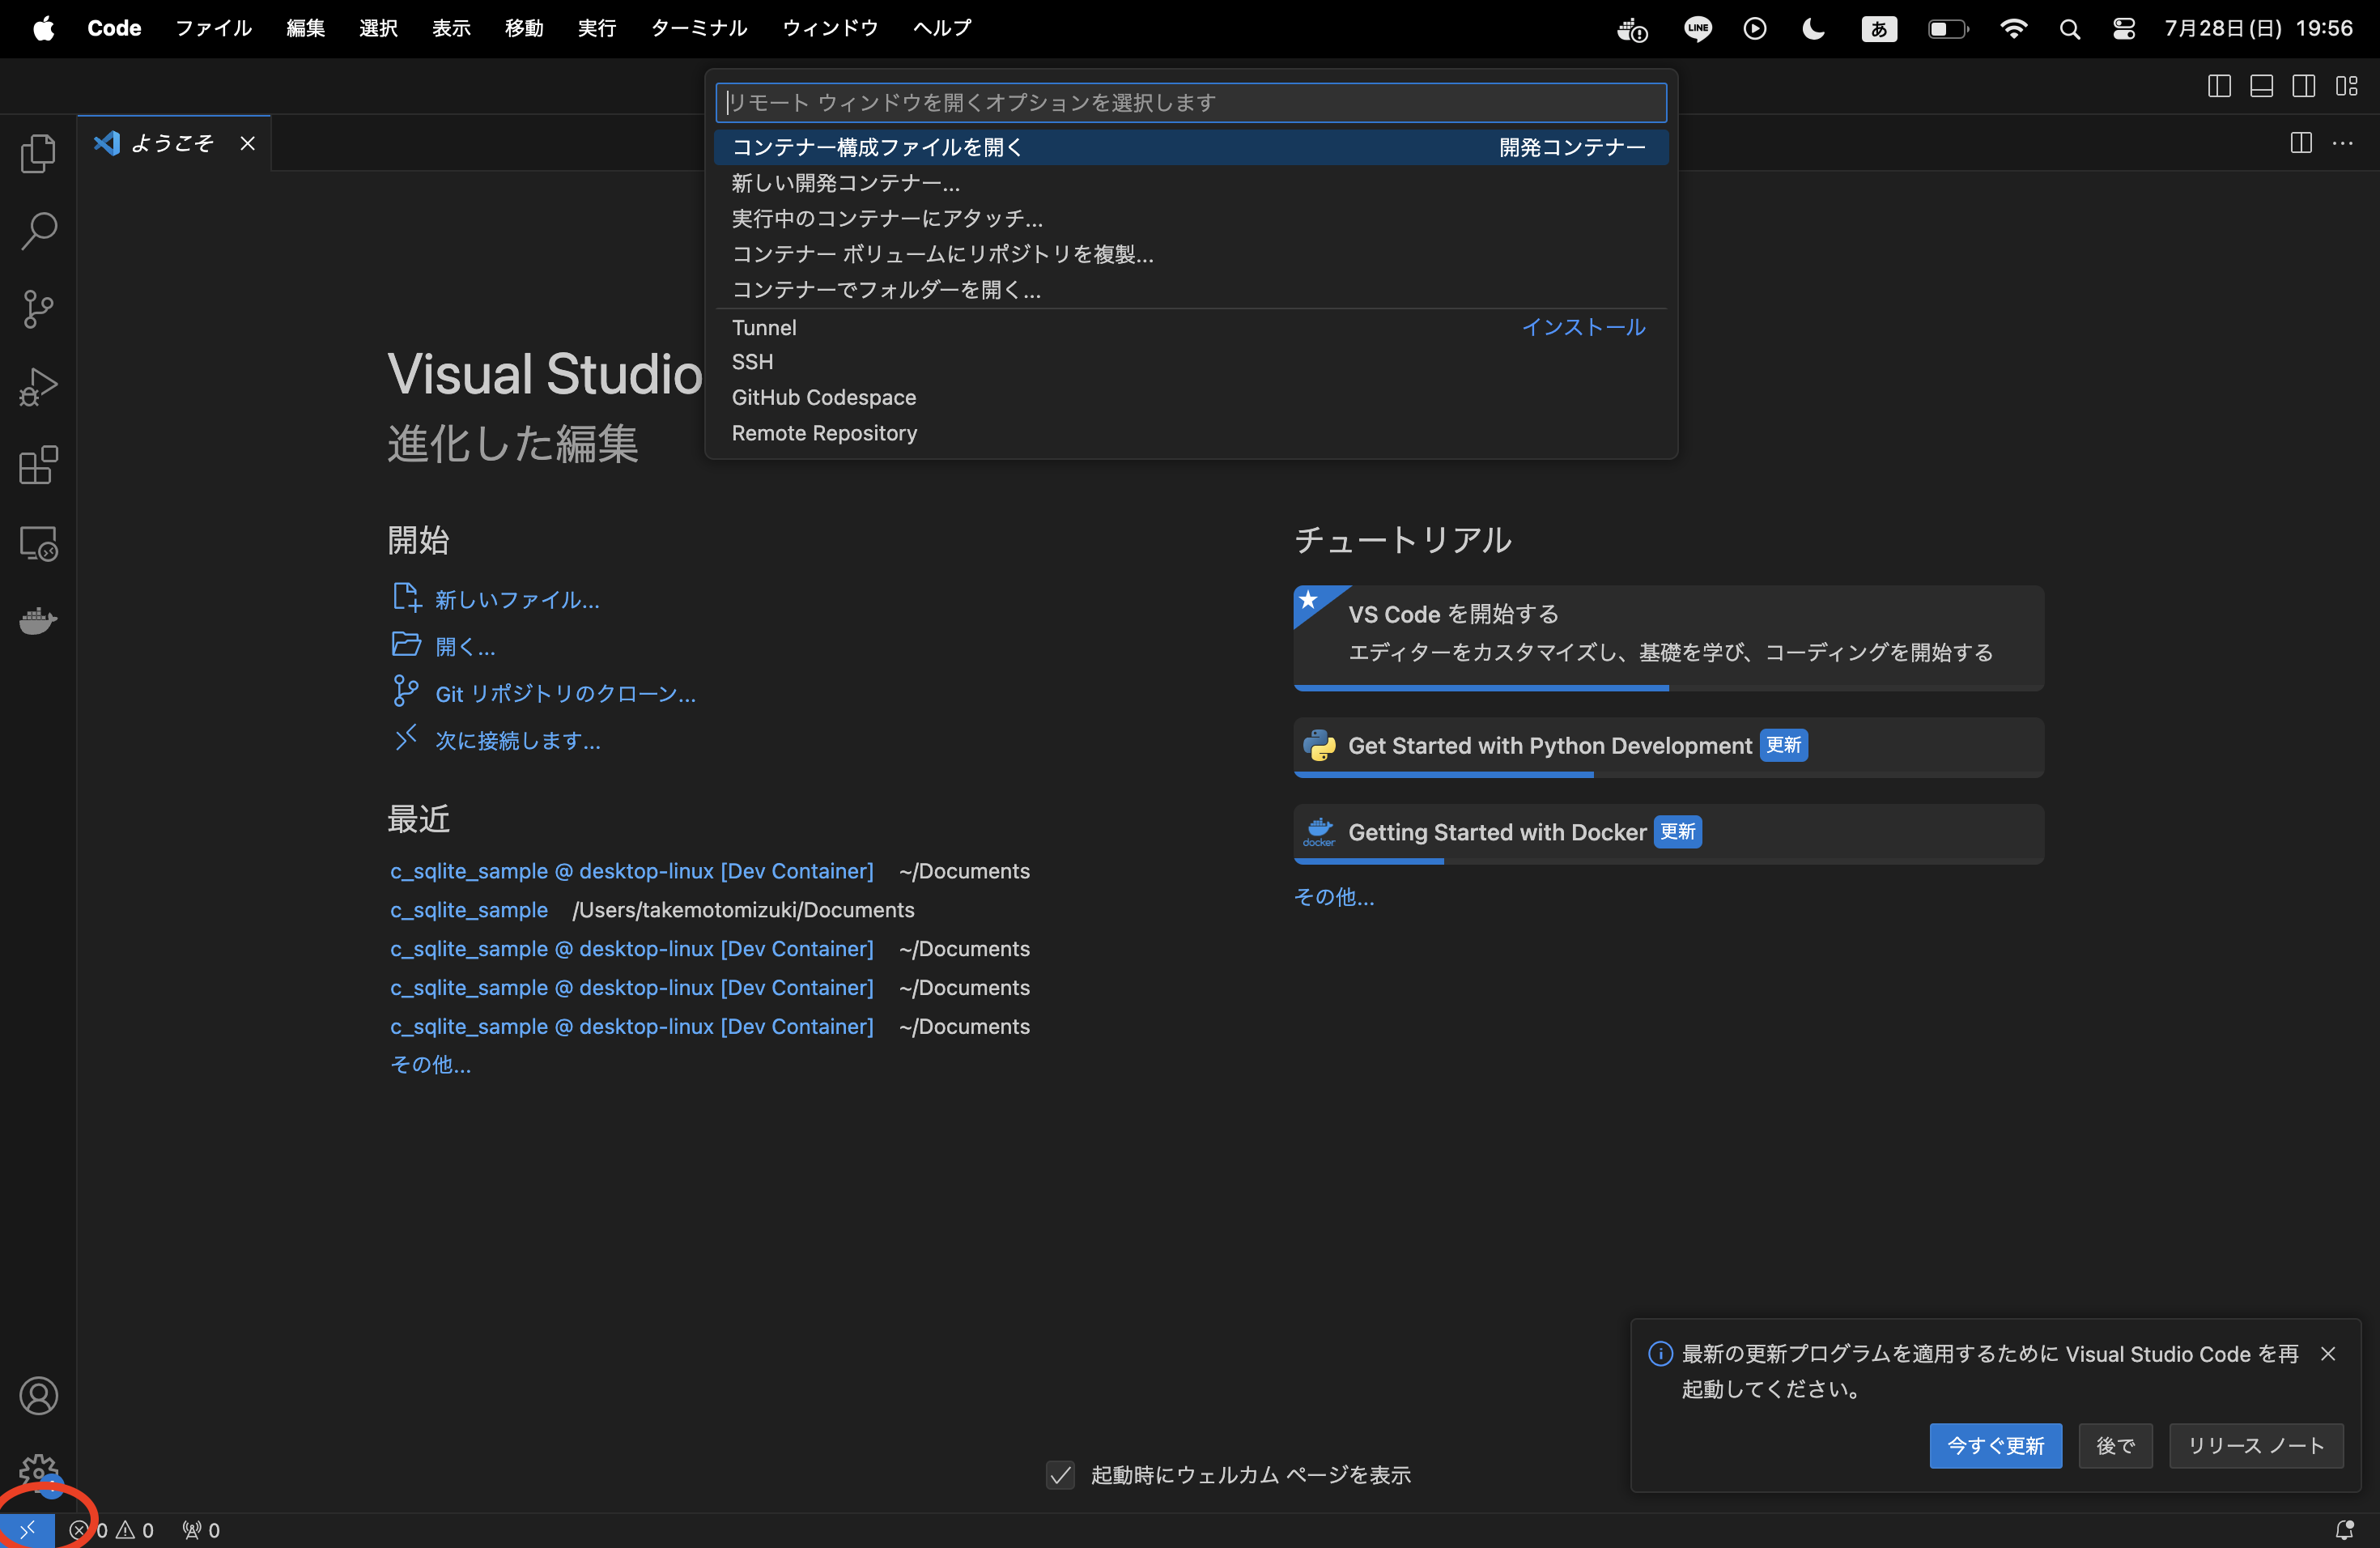 Code ファイル 編集 選択 表示 移動 実行 ターミナル ウィンドウ ヘルプ LINE あ 7月28日(日) 19:56
リモート ウィンドウを開くオプションを選択します
コンテナー構成ファイルを開く 開発コンテナー
新しい開発コンテナー...
実行中のコンテナーにアタッチ...
コンテナー ボリュームにリポジトリを複製...
コンテナーでフォルダーを開く...
Tunnel インストール
SSH
GitHub Codespace
Remote Repository
ようこそ
Visual Studio
進化した編集
開始
新しいファイル...
開く...
Git リポジトリのクローン...
次に接続します...
最近
c_sqlite_sample @ desktop-linux [Dev Container] ~/Documents
c_sqlite_sample /Users/takemotomizuki/Documents
c_sqlite_sample @ desktop-linux [Dev Container] ~/Documents
c_sqlite_sample @ desktop-linux [Dev Container] ~/Documents
c_sqlite_sample @ desktop-linux [Dev Container] ~/Documents
その他...
チュートリアル
VS Code を開始する
エディターをカスタマイズし、基礎を学び、コーディングを開始する
Get Started with Python Development 更新
docker Getting Started with Docker 更新
その他...
起動時にウェルカム ページを表示
最新の更新プログラムを適用するために Visual Studio Code を再
起動してください。
今すぐ更新 後で リリース ノート
0 0 0